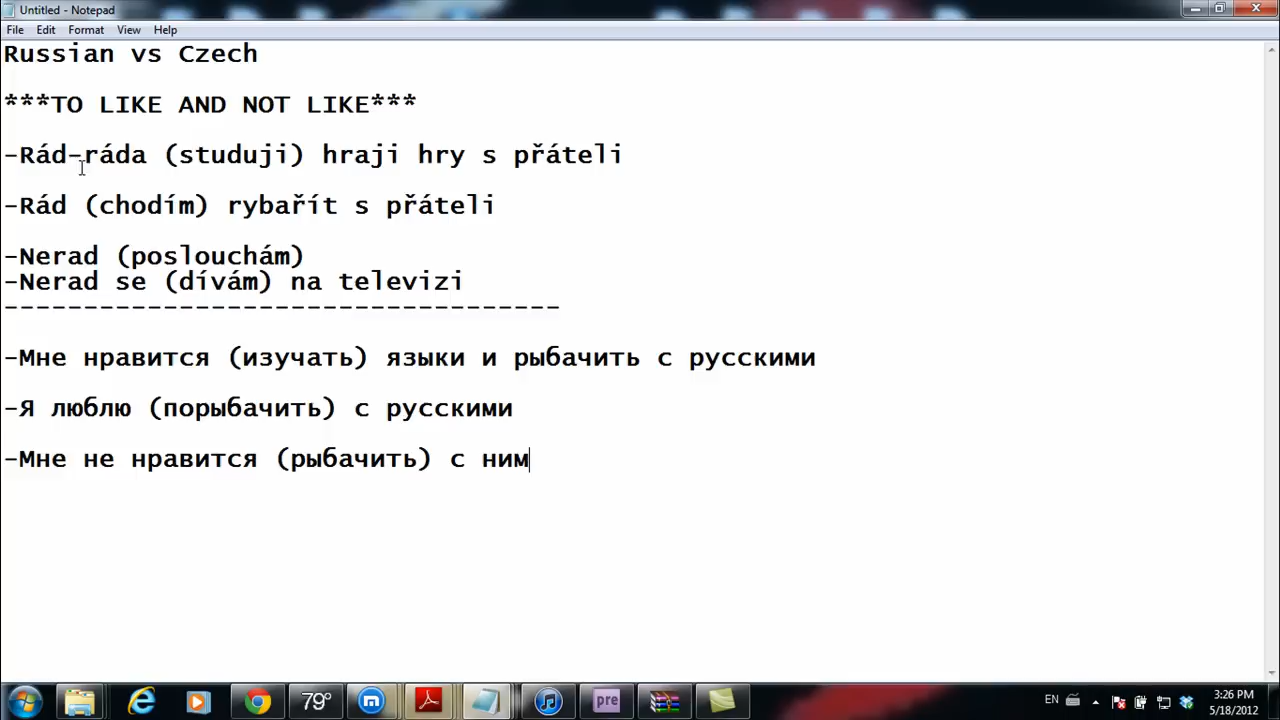 Untitled - Notepad
File Edit Format View Help
Russian vs Czech
***TO LIKE AND NOT LIKE***
-Rád-ráda (studuji) hraji hry s přáteli
-Rád (chodím) rybařít s přáteli
-Nerad (poslouchám)
-Nerad se (dívám) na televizi
-----------------------------------
-Мне нравится (изучать) языки и рыбачить с русскими
-Я люблю (порыбачить) с русскими
-Мне не нравится (рыбачить) с ним
79°
pre
EN
3:26 PM
5/18/2012